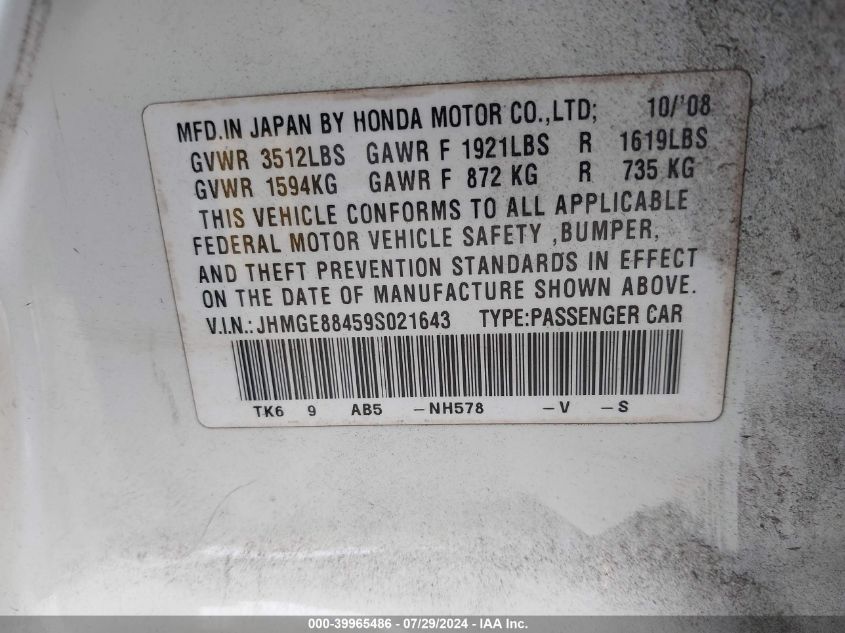 MFD.IN JAPAN BY HONDA MOTOR CO.,LTD; 10/'08
GVWR 3512LBS GAWR F 1921LBS R 1619LBS
GVWR 1594KG GAWR F 872 KG R 735 KG
THIS VEHICLE CONFORMS TO ALL APPLICABLE
FEDERAL MOTOR VEHICLE SAFETY ,BUMPER,
AND THEFT PREVENTION STANDARDS IN EFFECT
ON THE DATE OF MANUFACTURE SHOWN ABOVE.
V.I.N.: JHMGE88459S021643 TYPE:PASSENGER CAR
TK6 9 AB5 -NH578 -V -S
000-39965486 - 07/29/2024 - IAA Inc.